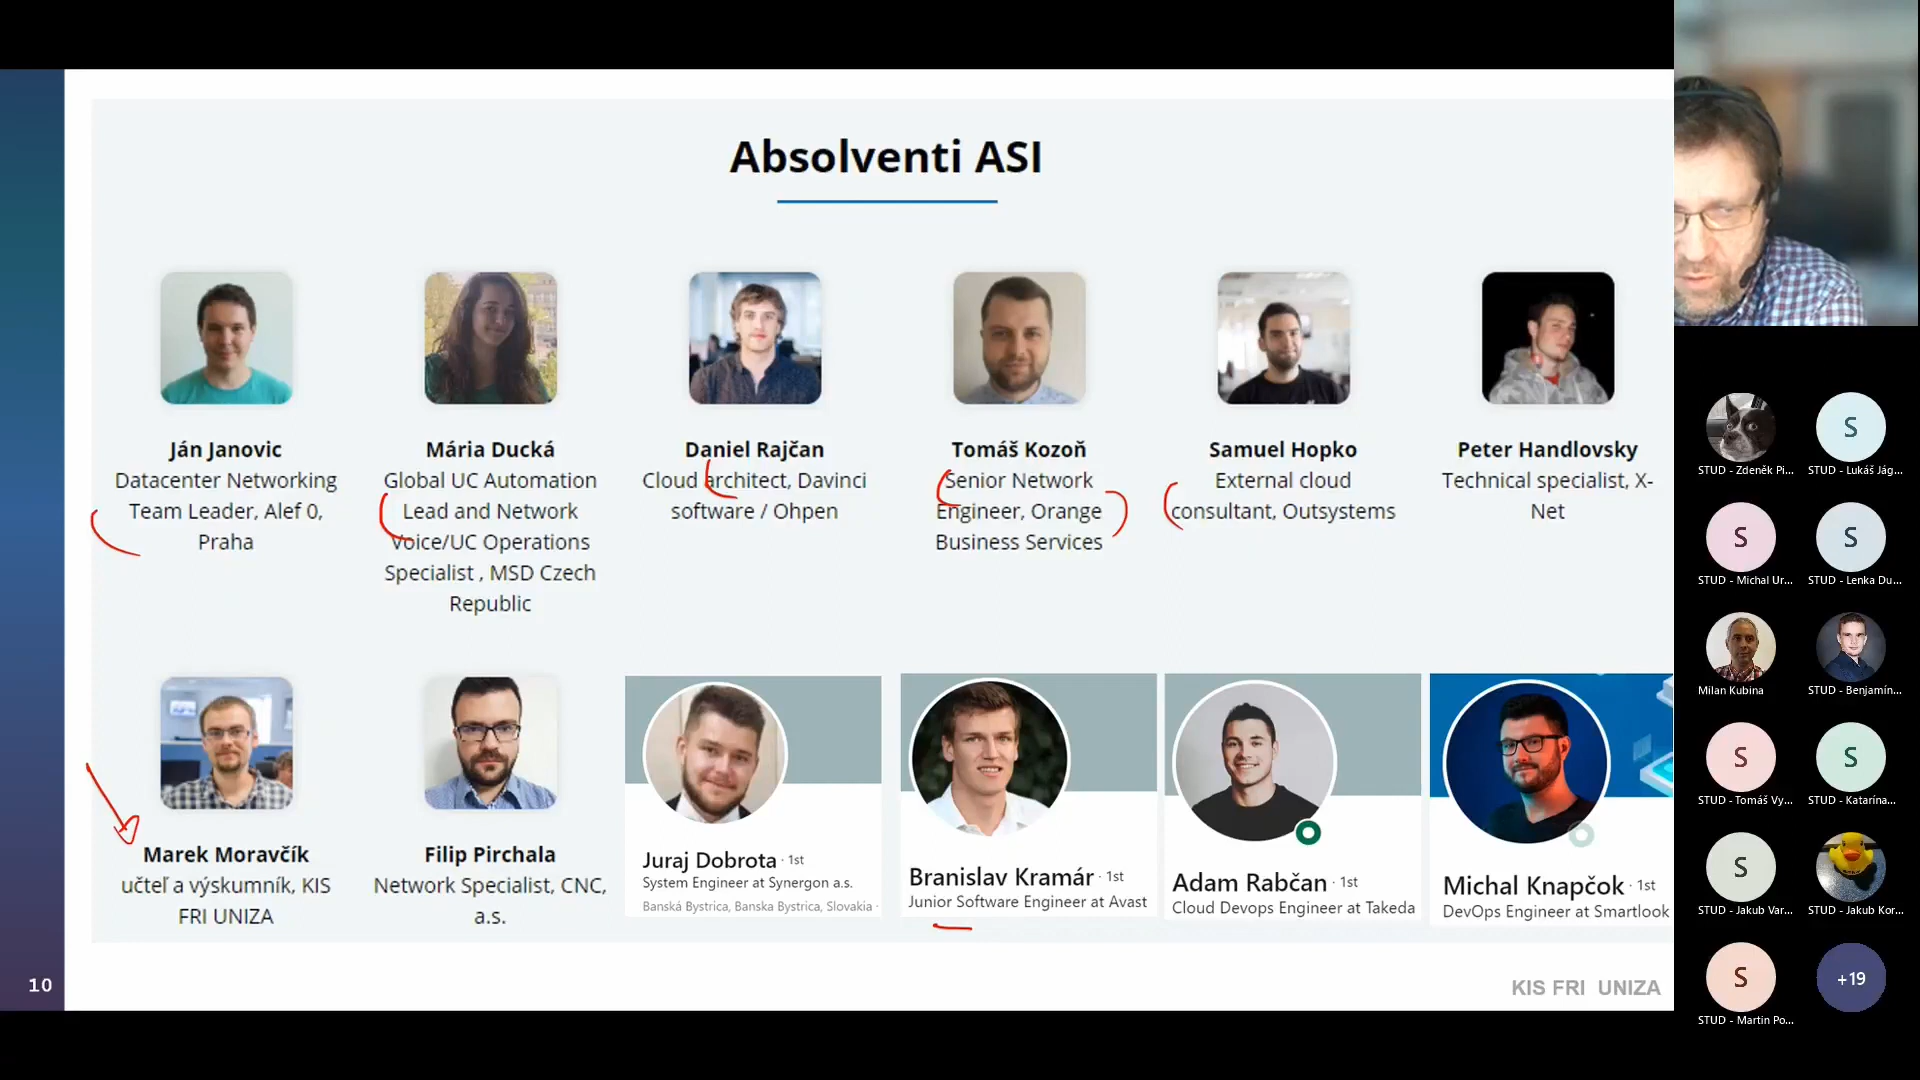 Absolventi ASI
Ján Janovic
Datacenter Networking
Team Leader, Alef 0,
Praha
Mária Ducká
Global UC Automation
Lead and Network
Voice/UC Operations
Specialist , MSD Czech
Republic
Daniel Rajčan
Cloud architect, Davinci
software / Ohpen
Tomáš Kozoň
Senior Network
Engineer, Orange
Business Services
Samuel Hopko
External cloud
consultant, Outsystems
Peter Handlovsky
Technical specialist, X-
Net
Marek Moravčík
učteľ a výskumník, KIS
FRI UNIZA
Filip Pirchala
Network Specialist, CNC,
a.s.
Juraj Dobrota · 1st
System Engineer at Synergon a.s.
Banská Bystrica, Banska Bystrica, Slovakia ·
Branislav Kramár · 1st
Junior Software Engineer at Avast
Adam Rabčan · 1st
Cloud Devops Engineer at Takeda
Michal Knapčok · 1st
DevOps Engineer at Smartlook
10
KIS FRI UNIZA
STUD - Zdeněk Pi...
S
STUD - Lukáš Jág...
S
STUD - Michal Ur...
S
STUD - Lenka Du...
Milan Kubina
STUD - Benjamín...
S
STUD - Tomáš Vy...
S
STUD - Katarína...
S
STUD - Jakub Var...
STUD - Jakub Kor...
S
STUD - Martin Po...
+19